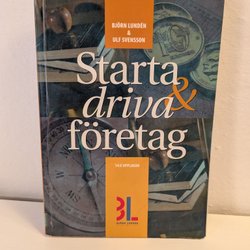 BJÖRN LUNDÉN
&
ULF SVENSSON
Starta
&
driva
företag
BL